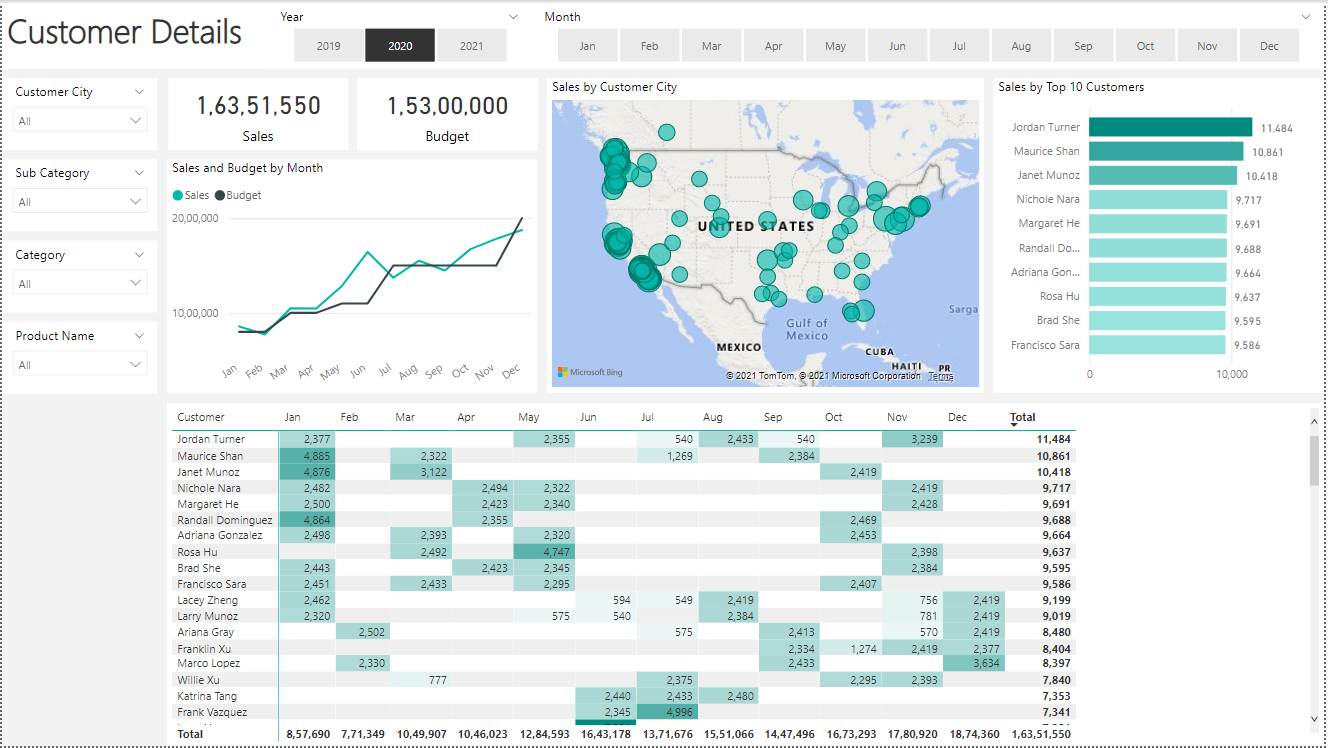 Customer Details
Year
2019 2020 2021
Month
Jan Feb Mar Apr May Jun Jul Aug Sep Oct Nov Dec
Customer City
All
Sub Category
All
Category
All
Product Name
All
1,63,51,550
Sales
1,53,00,000
Budget
Sales and Budget by Month
Sales Budget
20,00,000
10,00,000
Jan Feb Mar Apr May Jun Jul Aug Sep Oct Nov Dec
Sales by Customer City
UNITED STATES
Sarga
Gulf of
Mexico
MEXICO
CUBA
HAITI PR
Microsoft Bing
© 2021 TomTom, © 2021 Microsoft Corporation Terms
Sales by Top 10 Customers
Jordan Turner 11,484
Maurice Shan 10,861
Janet Munoz 10,418
Nichole Nara 9,717
Margaret He 9,691
Randall Do... 9,688
Adriana Gon... 9,664
Rosa Hu 9,637
Brad She 9,595
Francisco Sara 9,586
0 10,000
Customer Jan Feb Mar Apr May Jun Jul Aug Sep Oct Nov Dec Total
Jordan Turner 2,377 2,355 540 2,433 540 3,239 11,484
Maurice Shan 4,885 2,322 1,269 2,384 10,861
Janet Munoz 4,876 3,122 2,419 10,418
Nichole Nara 2,482 2,494 2,322 2,419 9,717
Margaret He 2,500 2,423 2,340 2,428 9,691
Randall Dominguez 4,864 2,355 2,469 9,688
Adriana Gonzalez 2,498 2,393 2,320 2,453 9,664
Rosa Hu 2,492 4,747 2,398 9,637
Brad She 2,443 2,423 2,345 2,384 9,595
Francisco Sara 2,451 2,433 2,295 2,407 9,586
Lacey Zheng 2,462 594 549 2,419 756 2,419 9,199
Larry Munoz 2,320 575 540 2,384 781 2,419 9,019
Ariana Gray 2,502 575 2,413 570 2,419 8,480
Franklin Xu 2,334 1,274 2,419 2,377 8,404
Marco Lopez 2,330 2,433 3,634 8,397
Willie Xu 777 2,375 2,295 2,393 7,840
Katrina Tang 2,440 2,433 2,480 7,353
Frank Vazquez 2,345 4,996 7,341
Total 8,57,690 7,71,349 10,49,907 10,46,023 12,84,593 16,43,178 13,71,676 15,51,066 14,47,496 16,73,293 17,80,920 18,74,360 1,63,51,550